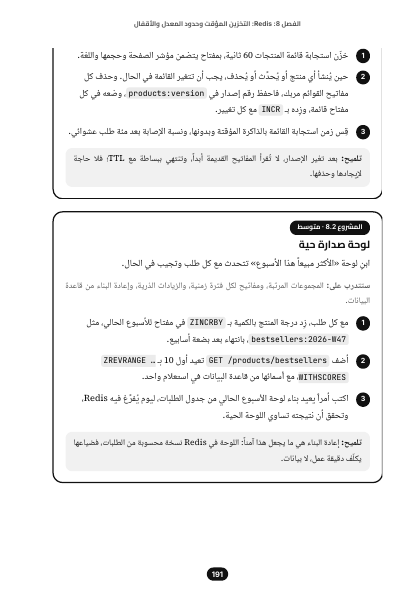 الفصل 8: Redis: التخزين المؤقت وحدود المعدل والأقفال
1 خزّن استجابة قائمة المنتجات 60 ثانية، بمفتاح يتضمن مؤشر الصفحة وحجمها واللغة.
2 حين يُنشأ أي منتج أو يُحدَّث أو يُحذف، يجب أن تتغير القائمة في الحال. وحذف كل
مفاتيح القوائم مربك، فاحفظ رقم إصدار في products:version، وضعه في كل
مفتاح قائمة، وزِده بـ INCR مع كل تغيير.
3 قِس زمن استجابة القائمة بالذاكرة المؤقتة وبدونها، ونسبة الإصابة بعد مئة طلب عشوائي.
تلميح: بعد تغير الإصدار، لا تُقرأ المفاتيح القديمة أبداً، وتنتهي ببساطة مع TTL؛ فلا حاجة
لإيجادها وحذفها.
المشروع 8.2 · متوسط
لوحة صدارة حية
ابنِ لوحة «الأكثر مبيعاً هذا الأسبوع» تتحدث مع كل طلب وتجيب في الحال.
ستتدرب على: المجموعات المرتبة، ومفاتيح لكل فترة زمنية، والزيادات الذرية، وإعادة البناء من قاعدة
البيانات.
1 مع كل طلب، زد درجة المنتج بالكمية بـ ZINCRBY في مفتاح للأسبوع الحالي، مثل
bestsellers:2026-W47، بانتهاء بعد بضعة أسابيع.
2 أضف GET /products/bestsellers تعيد أول 10 بـ ZREVRANGE …
WITHSCORES، مع أسمائها من قاعدة البيانات في استعلام واحد.
3 اكتب أمراً يعيد بناء لوحة الأسبوع الحالي من جدول الطلبات، ليوم يُفرَّغ فيه Redis،
وتحقق أن نتيجته تساوي اللوحة الحية.
تلميح: إعادة البناء هي ما يجعل هذا آمناً: اللوحة في Redis نسخة محسوبة من الطلبات، فضياعها
يكلّف دقيقة عمل، لا بيانات.
191